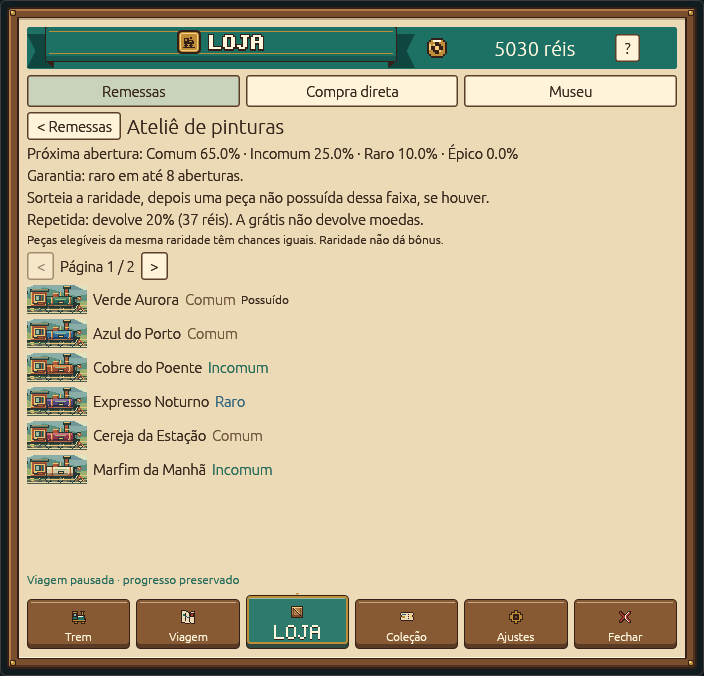 LOJA
5030 réis
?
Remessas
Compra direta
Museu
< Remessas
Ateliê de pinturas
Próxima abertura: Comum 65.0% · Incomum 25.0% · Raro 10.0% · Épico 0.0%
Garantia: raro em até 8 aberturas.
Sorteia a raridade, depois uma peça não possuída dessa faixa, se houver.
Repetida: devolve 20% (37 réis). A grátis não devolve moedas.
Peças elegíveis da mesma raridade têm chances iguais. Raridade não dá bônus.
< Página 1 / 2 >
Verde Aurora Comum Possuído
Azul do Porto Comum
Cobre do Poente Incomum
Expresso Noturno Raro
Cereja da Estação Comum
Marfim da Manhã Incomum
Viagem pausada · progresso preservado
Trem
Viagem
LOJA
Coleção
Ajustes
Fechar